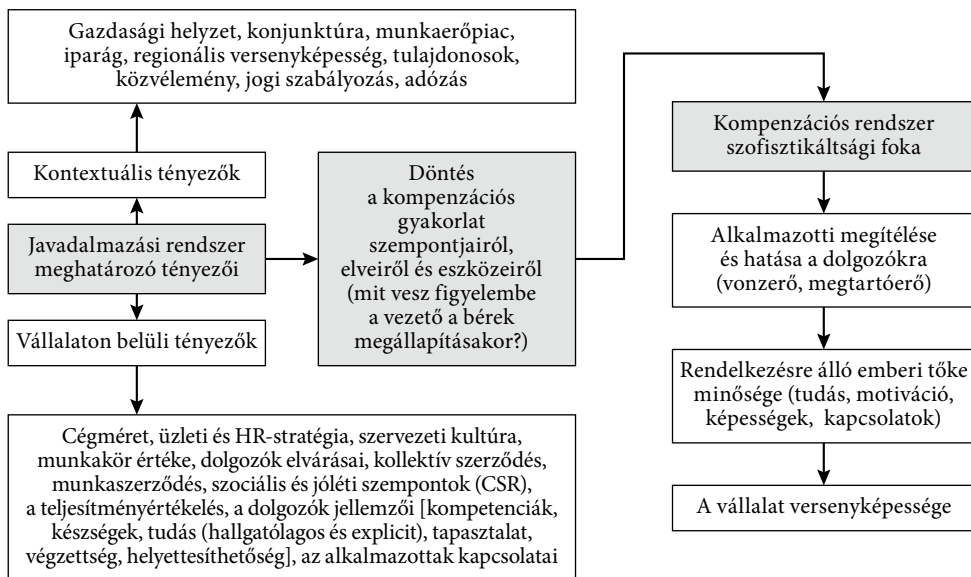 Gazdasági helyzet, konjunktúra, munkaerőpiac,
iparág, regionális versenyképesség, tulajdonosok,
közvélemény, jogi szabályozás, adózás
Kontextuális tényezők
Javadalmazási rendszer
meghatározó tényezői
Vállalaton belüli tényezők
Cégméret, üzleti és HR-stratégia, szervezeti kultúra,
munkakör értéke, dolgozók elvárásai, kollektív szerződés,
munkaszerződés, szociális és jóléti szempontok (CSR),
a teljesítményértékelés, a dolgozók jellemzői [kompetenciák,
készségek, tudás (hallgatólagos és explicit), tapasztalat,
végzettség, helyettesíthetőség], az alkalmazottak kapcsolatai
Döntés
a kompenzációs
gyakorlat
szempontjairól,
elveiről és eszközeiről
(mit vesz figyelembe
a vezető a bérek
megállapításakor?)
Kompenzációs rendszer
szofisztikáltsági foka
Alkalmazotti megítélése
és hatása a dolgozókra
(vonzerő, megtartóerő)
Rendelkezésre álló emberi tőke
minősége (tudás, motiváció,
képességek, kapcsolatok)
A vállalat versenyképessége